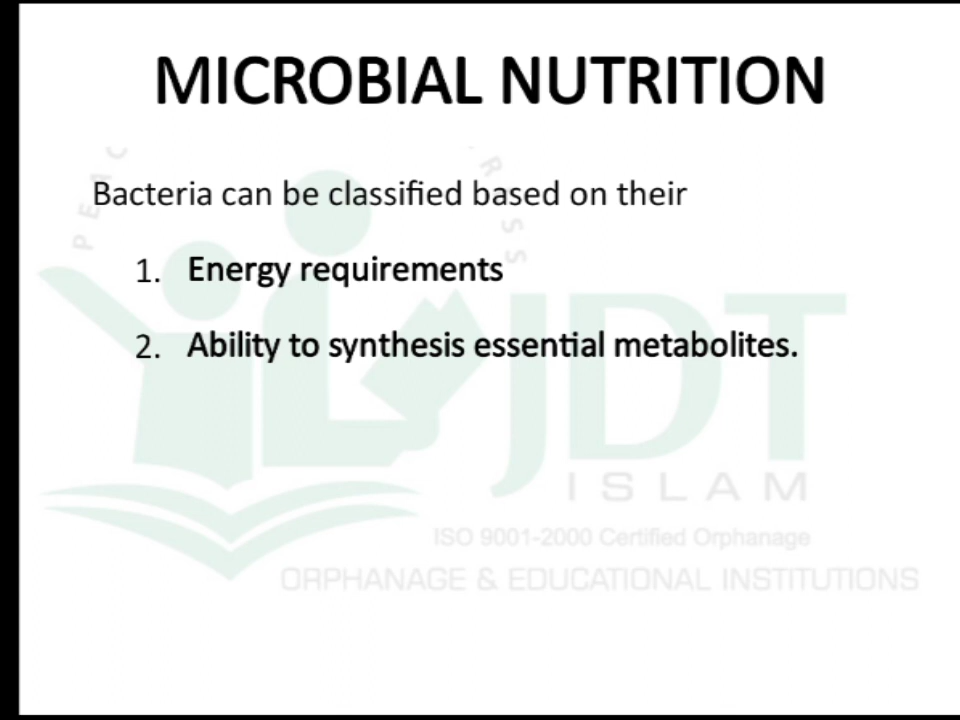 MICROBIAL NUTRITION
Bacteria can be classified based on their
1. Energy requirements
2. Ability to synthesis essential metabolites.
JDT
ISLAM
ISO 9001-2000 Certified Orphanage
ORPHANAGE & EDUCATIONAL INSTITUTIONS